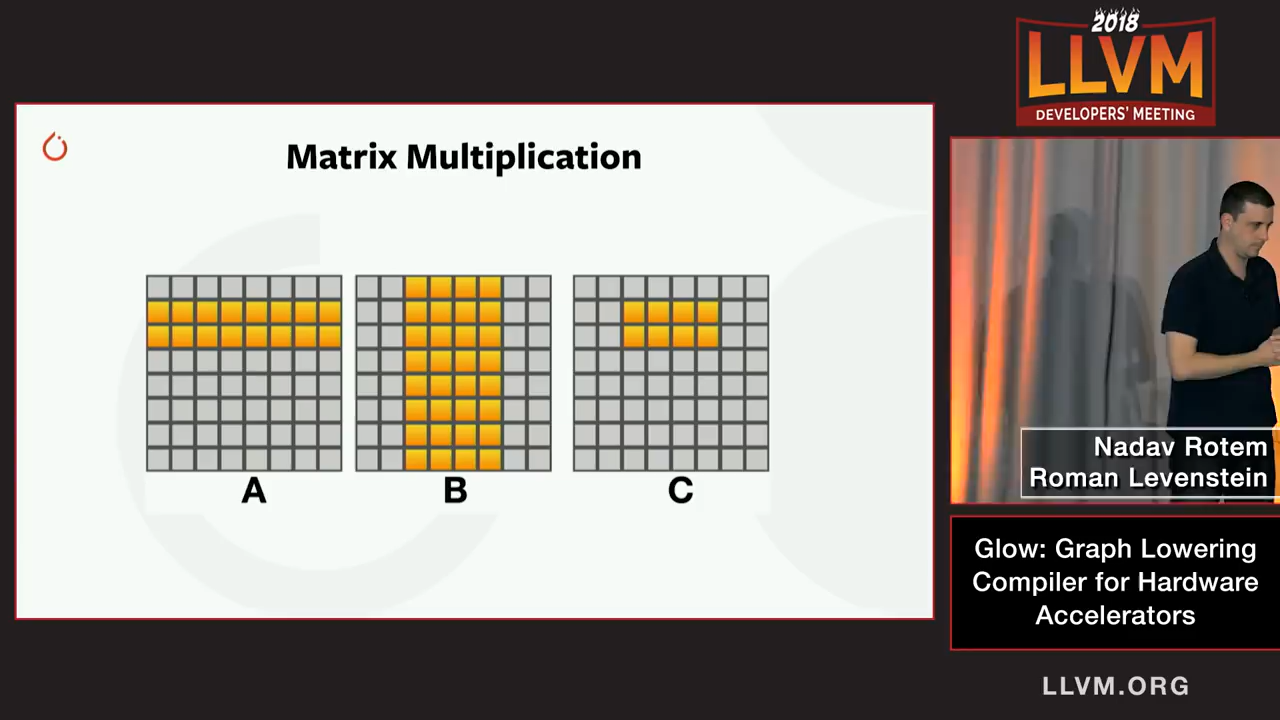 2018
LLVM
DEVELOPERS' MEETING
Matrix Multiplication
A
B
C
Nadav Rotem
Roman Levenstein
Glow: Graph Lowering
Compiler for Hardware
Accelerators
LLVM.ORG